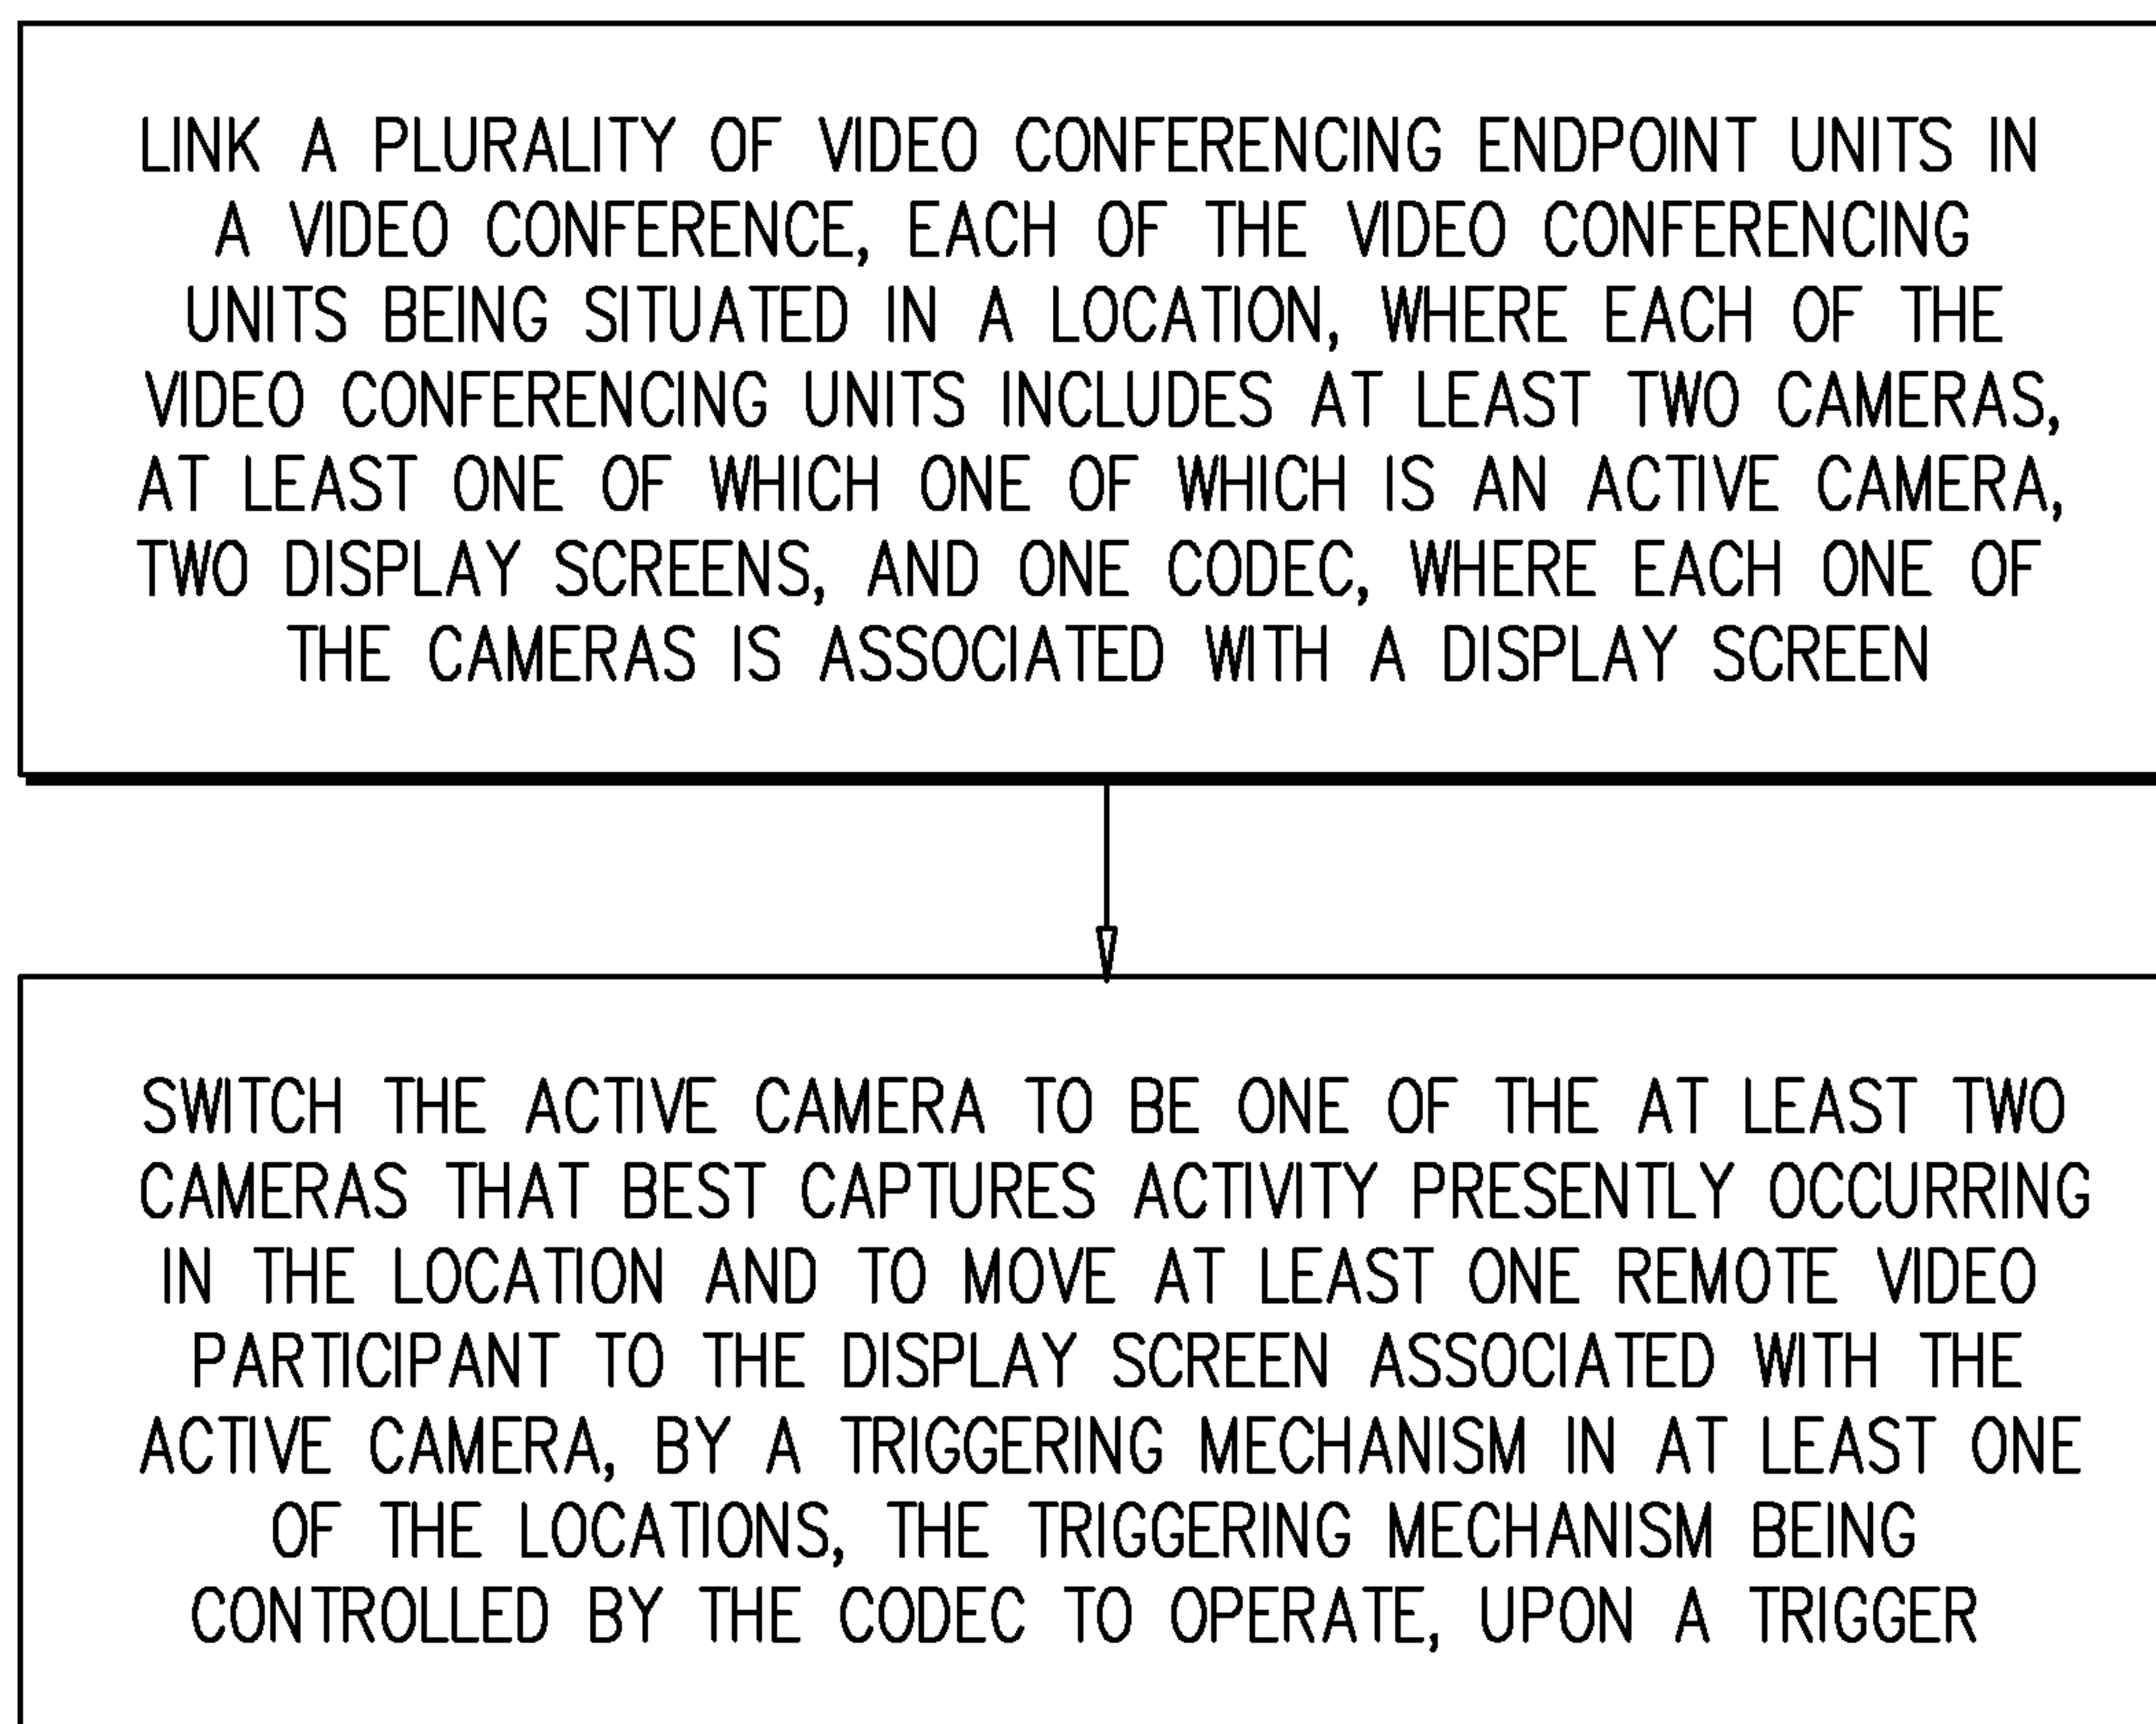 LINK A PLURALITY OF VIDEO CONFERENCING ENDPOINT UNITS IN
A VIDEO CONFERENCE, EACH OF THE VIDEO CONFERENCING
UNITS BEING SITUATED IN A LOCATION, WHERE EACH OF THE
VIDEO CONFERENCING UNITS INCLUDES AT LEAST TWO CAMERAS,
AT LEAST ONE OF WHICH ONE OF WHICH IS AN ACTIVE CAMERA,
TWO DISPLAY SCREENS, AND ONE CODEC, WHERE EACH ONE OF
THE CAMERAS IS ASSOCIATED WITH A DISPLAY SCREEN
SWITCH THE ACTIVE CAMERA TO BE ONE OF THE AT LEAST TWO
CAMERAS THAT BEST CAPTURES ACTIVITY PRESENTLY OCCURRING
IN THE LOCATION AND TO MOVE AT LEAST ONE REMOTE VIDEO
PARTICIPANT TO THE DISPLAY SCREEN ASSOCIATED WITH THE
ACTIVE CAMERA, BY A TRIGGERING MECHANISM IN AT LEAST ONE
OF THE LOCATIONS, THE TRIGGERING MECHANISM BEING
CONTROLLED BY THE CODEC TO OPERATE, UPON A TRIGGER